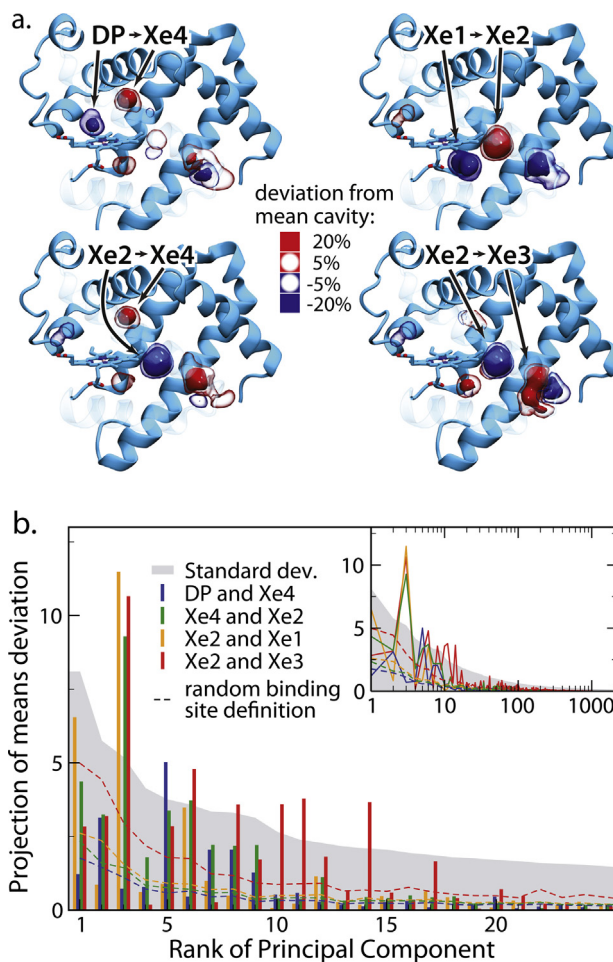 a.
DP→Xe4
Xe1→Xe2
deviation from
mean cavity:
20%
5%
-5%
-20%
Xe2→Xe4
Xe2→Xe3
b.
Projection of means deviation
10
5
0
Standard dev.
DP and Xe4
Xe4 and Xe2
Xe2 and Xe1
Xe2 and Xe3
random binding
site definition
10
5
0
1
10
100
1000
1
5
10
15
20
Rank of Principal Component